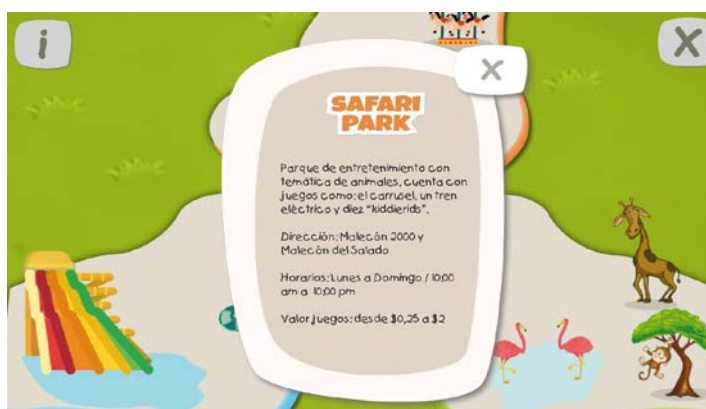 i
X
X
SAFARI
PARK
Parque de entretenimiento con
temática de animales, cuenta con
juegos como: el carrusel, un tren
eléctrico y diez "kiddierids".
Dirección: Malecón 2000 y
Malecón del Salado
Horarios: Lunes a Domingo / 10:00
am a 10:00 pm
Valor juegos: desde $0,25 a $2